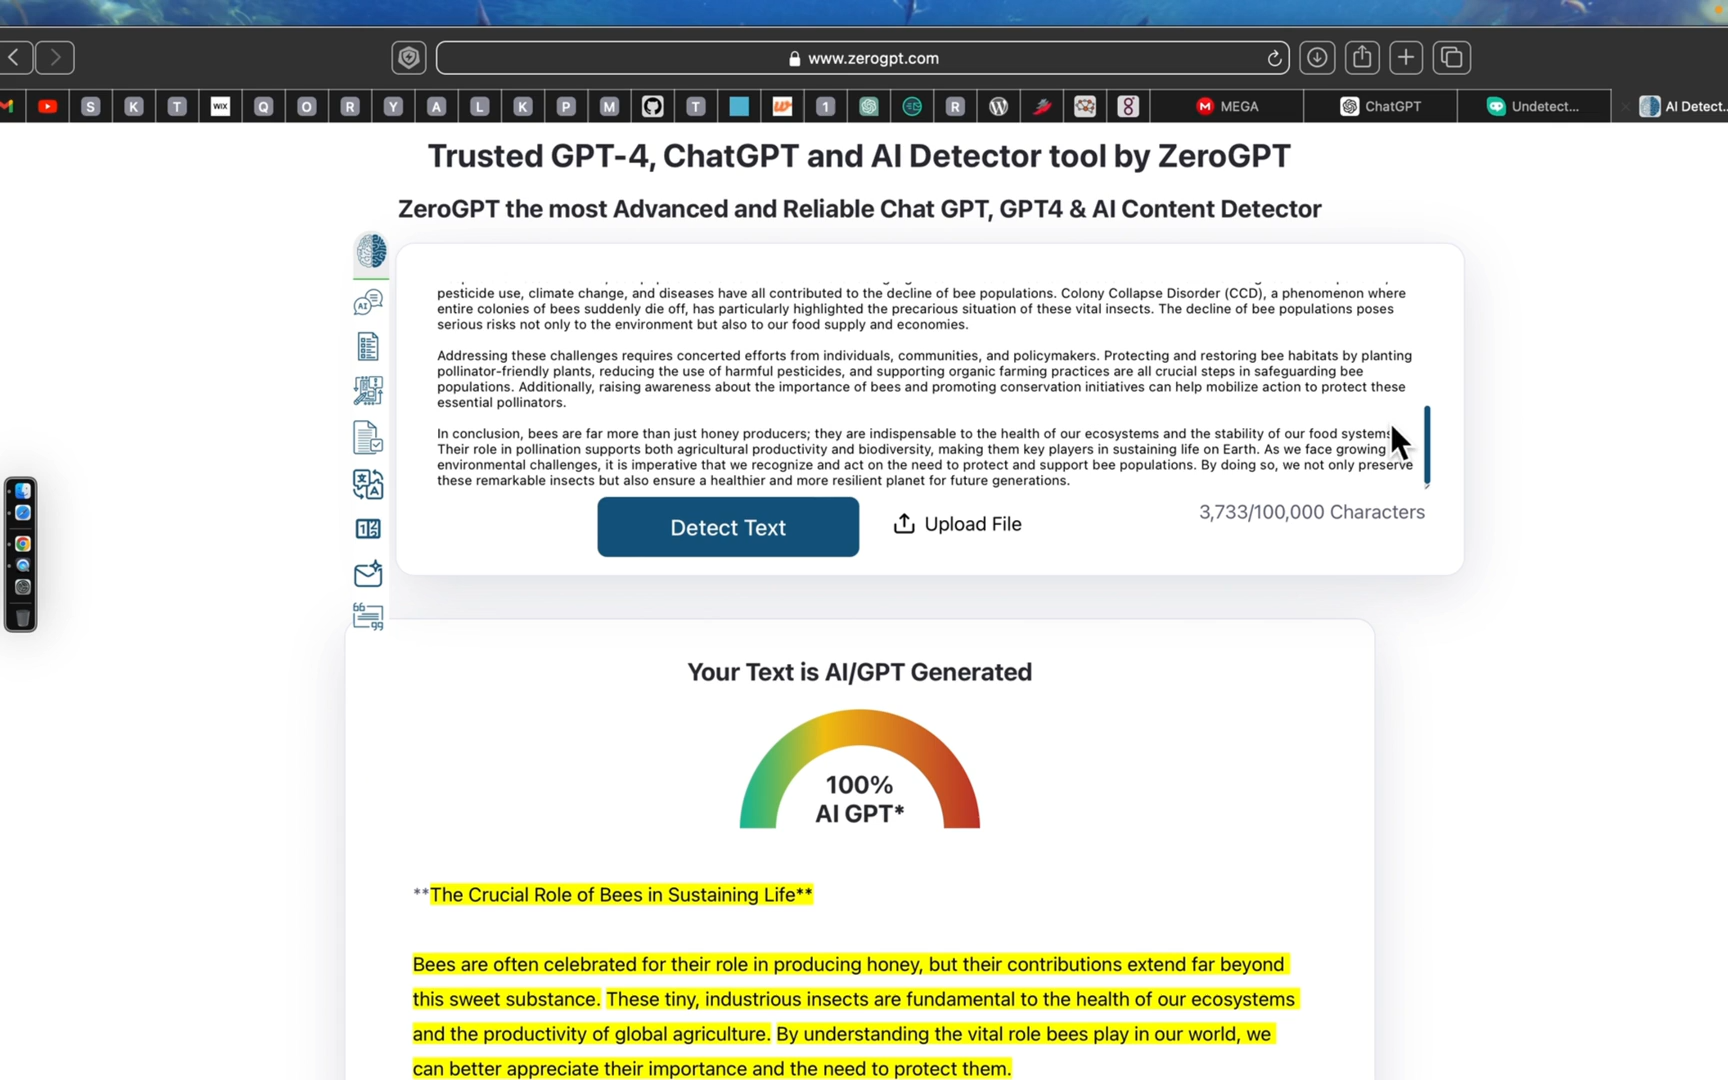 www.zerogpt.com
S K T WIX Q O R Y A L K P M T 1 R MEGA ChatGPT Undetect... AI Detect..
Trusted GPT-4, ChatGPT and AI Detector tool by ZeroGPT
ZeroGPT the most Advanced and Reliable Chat GPT, GPT4 & AI Content Detector
pesticide use, climate change, and diseases have all contributed to the decline of bee populations. Colony Collapse Disorder (CCD), a phenomenon where
entire colonies of bees suddenly die off, has particularly highlighted the precarious situation of these vital insects. The decline of bee populations poses
serious risks not only to the environment but also to our food supply and economies.
Addressing these challenges requires concerted efforts from individuals, communities, and policymakers. Protecting and restoring bee habitats by planting
pollinator-friendly plants, reducing the use of harmful pesticides, and supporting organic farming practices are all crucial steps in safeguarding bee
populations. Additionally, raising awareness about the importance of bees and promoting conservation initiatives can help mobilize action to protect these
essential pollinators.
In conclusion, bees are far more than just honey producers; they are indispensable to the health of our ecosystems and the stability of our food systems
Their role in pollination supports both agricultural productivity and biodiversity, making them key players in sustaining life on Earth. As we face growing
environmental challenges, it is imperative that we recognize and act on the need to protect and support bee populations. By doing so, we not only preserve
these remarkable insects but also ensure a healthier and more resilient planet for future generations.
Detect Text
Upload File
3,733/100,000 Characters
Your Text is AI/GPT Generated
100%
AI GPT*
**The Crucial Role of Bees in Sustaining Life**
Bees are often celebrated for their role in producing honey, but their contributions extend far beyond
this sweet substance. These tiny, industrious insects are fundamental to the health of our ecosystems
and the productivity of global agriculture. By understanding the vital role bees play in our world, we
can better appreciate their importance and the need to protect them.